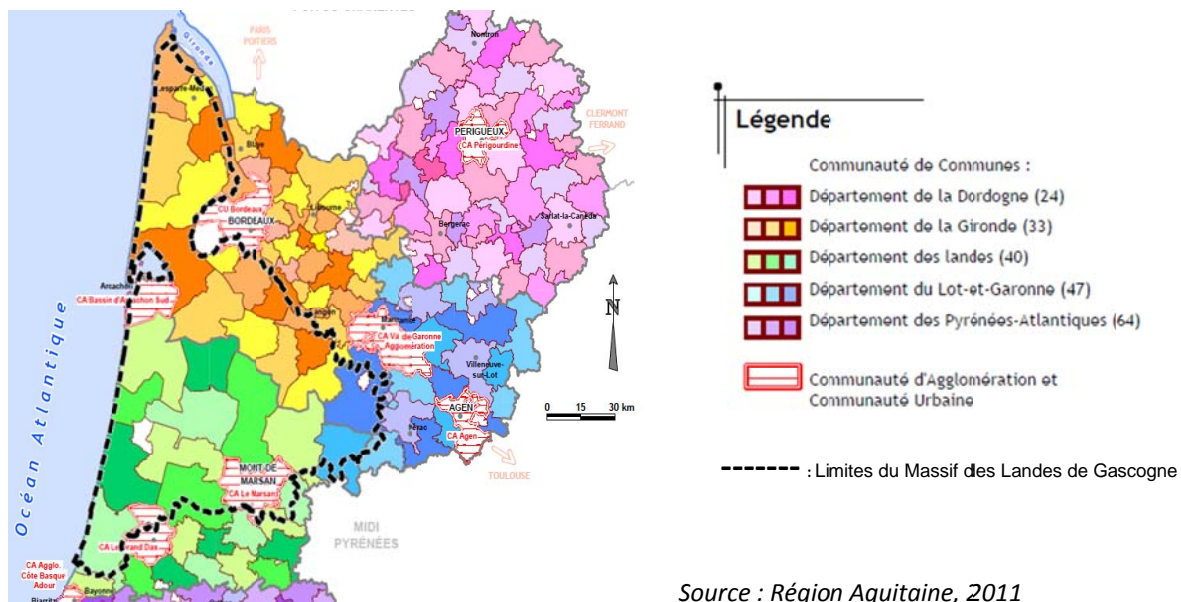 Gironde
PARIS
POITIERS
Nontron
CLERMONT
FERRAND
PERIGUEUX
CA Périgourdine
Blaye
CU Bordeaux
BORDEAUX
Sarlat-la-Canéda
Bergerac
Arcachon
CA Bassin d'Arcachon Sud
Langon
Marmande
CA Val de Garonne
Agglomération
Villeneuve-
sur-Lot
N
0 15 30 km
AGEN
CA Agen
Nérac
TOULOUSE
Océan Atlantique
MONT-DE
MARSAN
CA Le Marsan
MIDI
PYRÉNÉES
CA Le Grand Dax
CA Agglo.
Côte Basque
Adour
Bayonne
Biarritz
Légende
Communauté de Communes :
Département de la Dordogne (24)
Département de la Gironde (33)
Département des landes (40)
Département du Lot-et-Garonne (47)
Département des Pyrénées-Atlantiques (64)
Communauté d'Agglomération et
Communauté Urbaine
: Limites du Massif des Landes de Gascogne
Source : Région Aquitaine, 2011